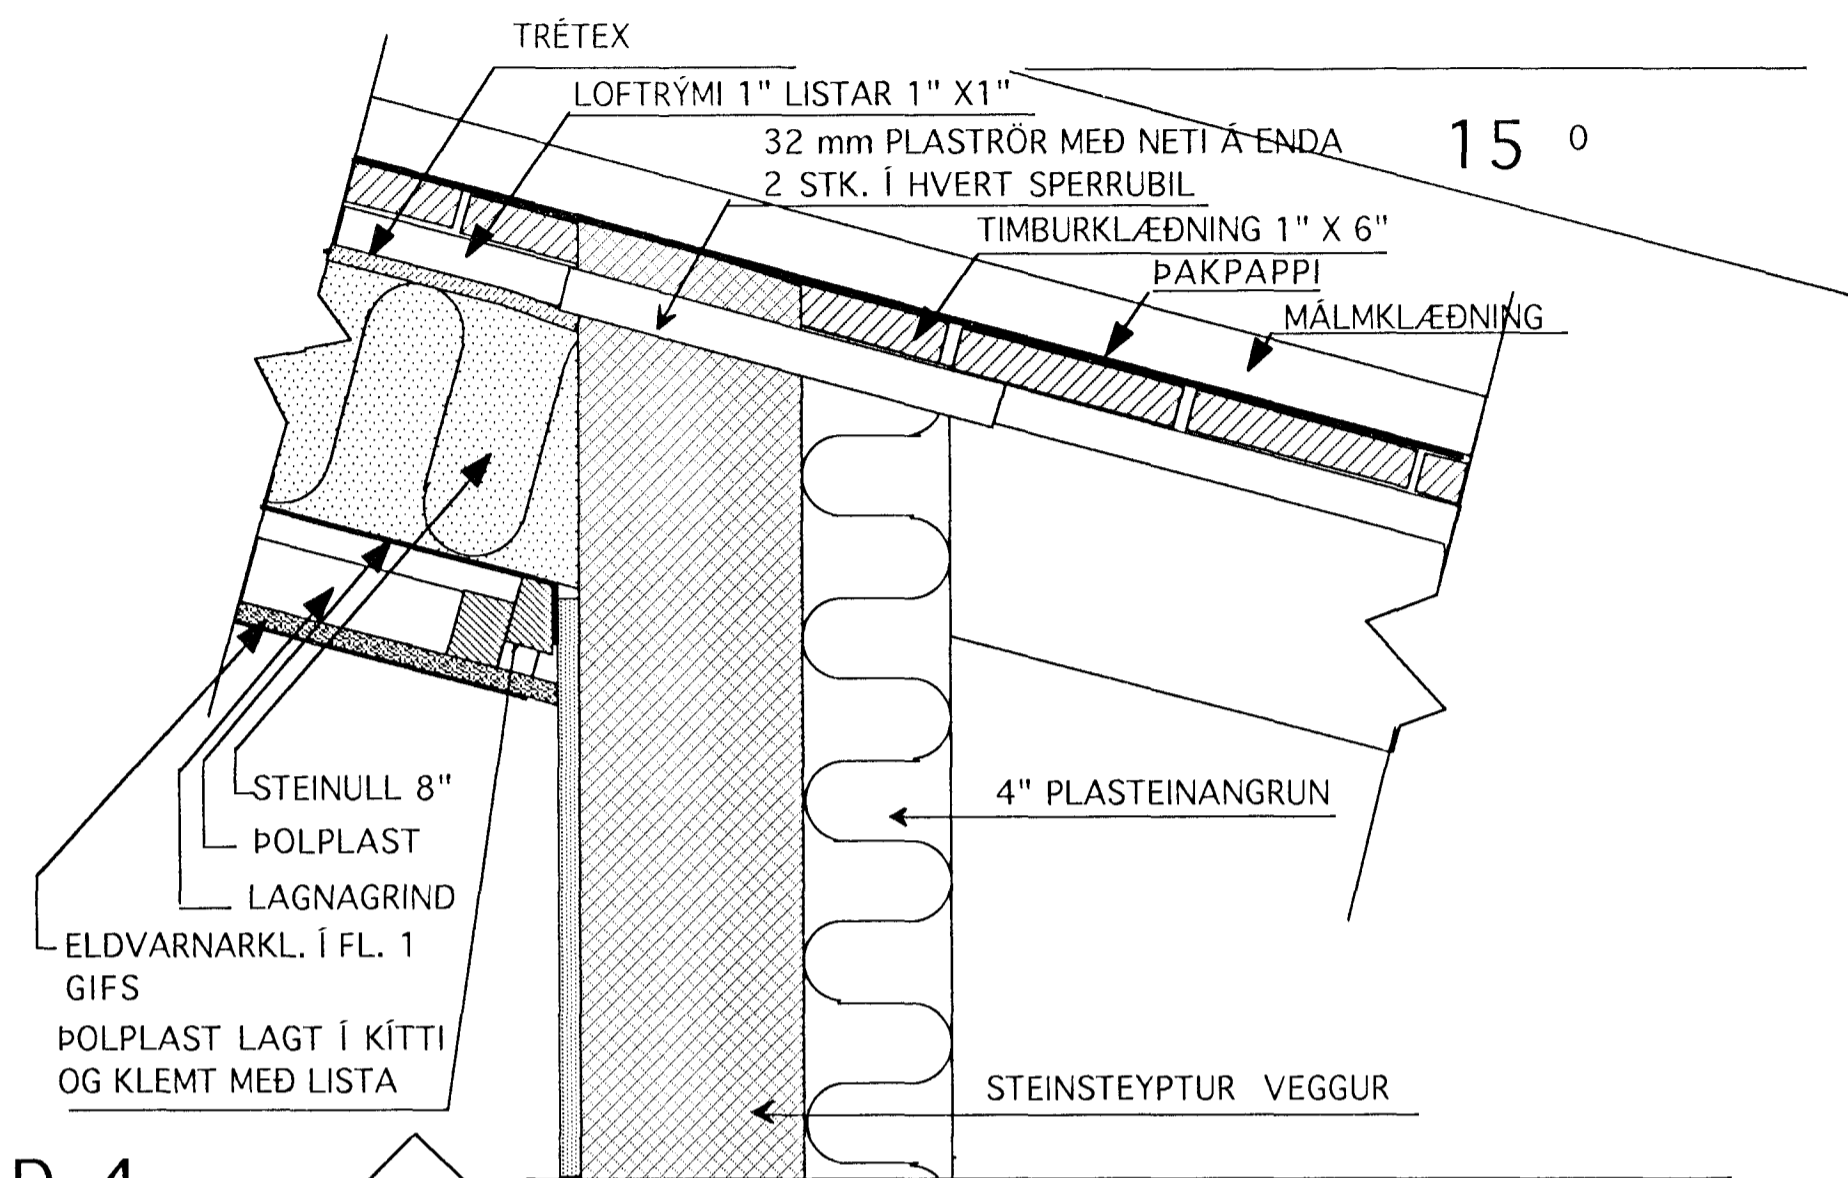 TRÉTEX
LOFTRÝMI 1" LISTAR 1" X1"
32 mm PLASTRÖR MEÐ NETI Á ENDA
2 STK. Í HVERT SPERRUBIL
15 º
TIMBURKLÆÐNING 1" X 6"
ÞAKPAPPI
MÁLMKLÆÐNING
STEINULL 8"
ÞOLPLAST
LAGNAGRIND
ELDVARNARKL. Í FL. 1
GIFS
ÞOLPLAST LAGT Í KÍTTI
OG KLEMT MEÐ LISTA
4" PLASTEINANGRUN
STEINSTEYPTUR VEGGUR